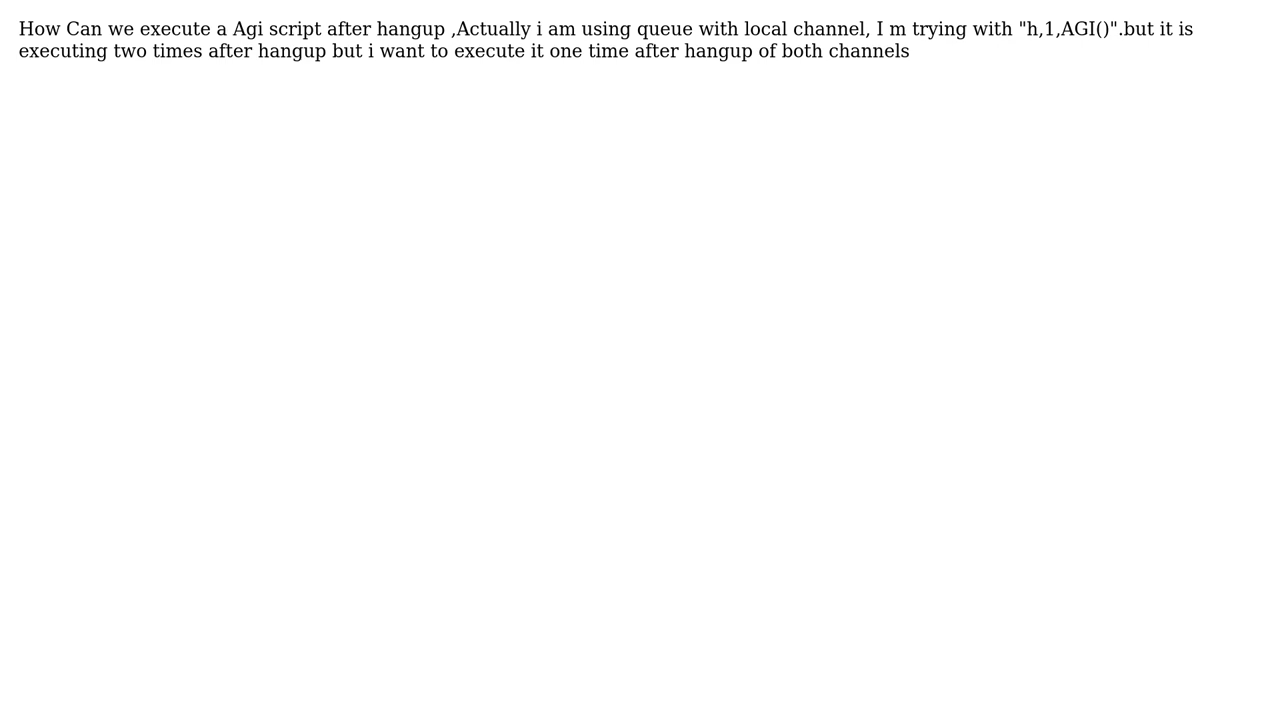 How Can we execute a Agi script after hangup ,Actually i am using queue with local channel, I m trying with "h,1,AGI()".but it is
executing two times after hangup but i want to execute it one time after hangup of both channels